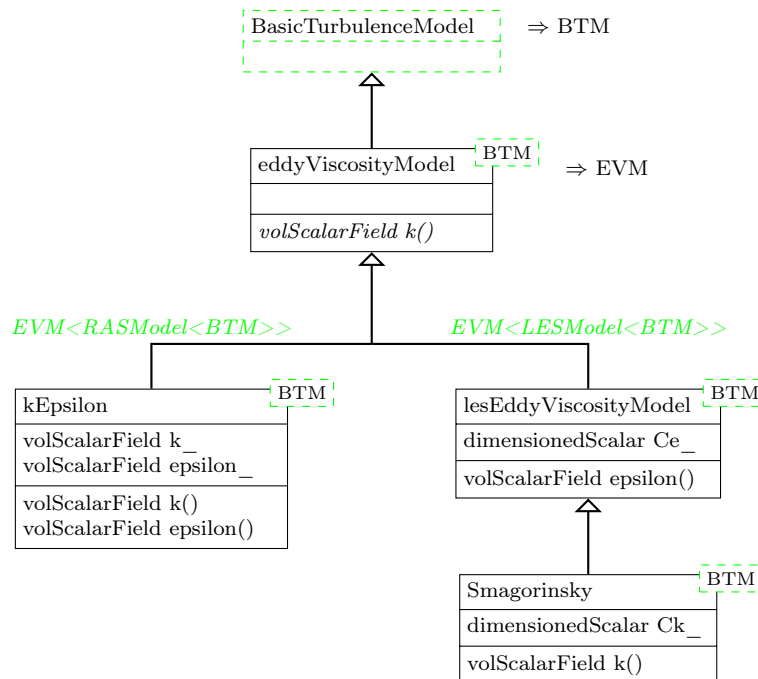 BasicTurbulenceModel
⇒ BTM
BTM
eddyViscosityModel
⇒ EVM
volScalarField k()
EVM<RASModel<BTM>>
EVM<LESModel<BTM>>
BTM
kEpsilon
volScalarField k_
volScalarField epsilon_
volScalarField k()
volScalarField epsilon()
BTM
lesEddyViscosityModel
dimensionedScalar Ce_
volScalarField epsilon()
BTM
Smagorinsky
dimensionedScalar Ck_
volScalarField k()